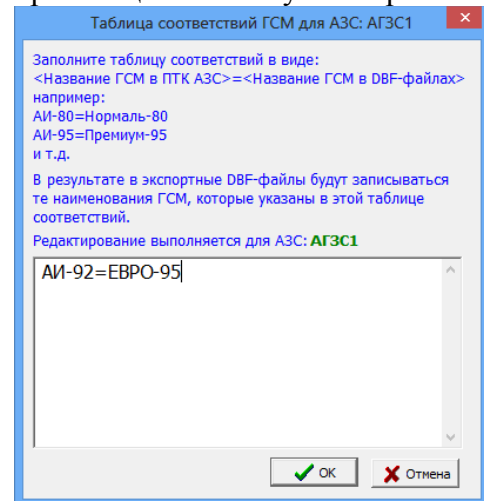 Таблица соответствий ГСМ для АЗС: АГЗС1
Заполните таблицу соответствий в виде:
<Название ГСМ в ПТК АЗС>=<Название ГСМ в DBF-файлах>
например:
АИ-80=Нормаль-80
АИ-95=Премиум-95
и т.д.
В результате в экспортные DBF-файлы будут записываться
те наименования ГСМ, которые указаны в этой таблице
соответствий.
Редактирование выполняется для АЗС: АГЗС1
АИ-92=ЕВРО-95
ОК
Отмена